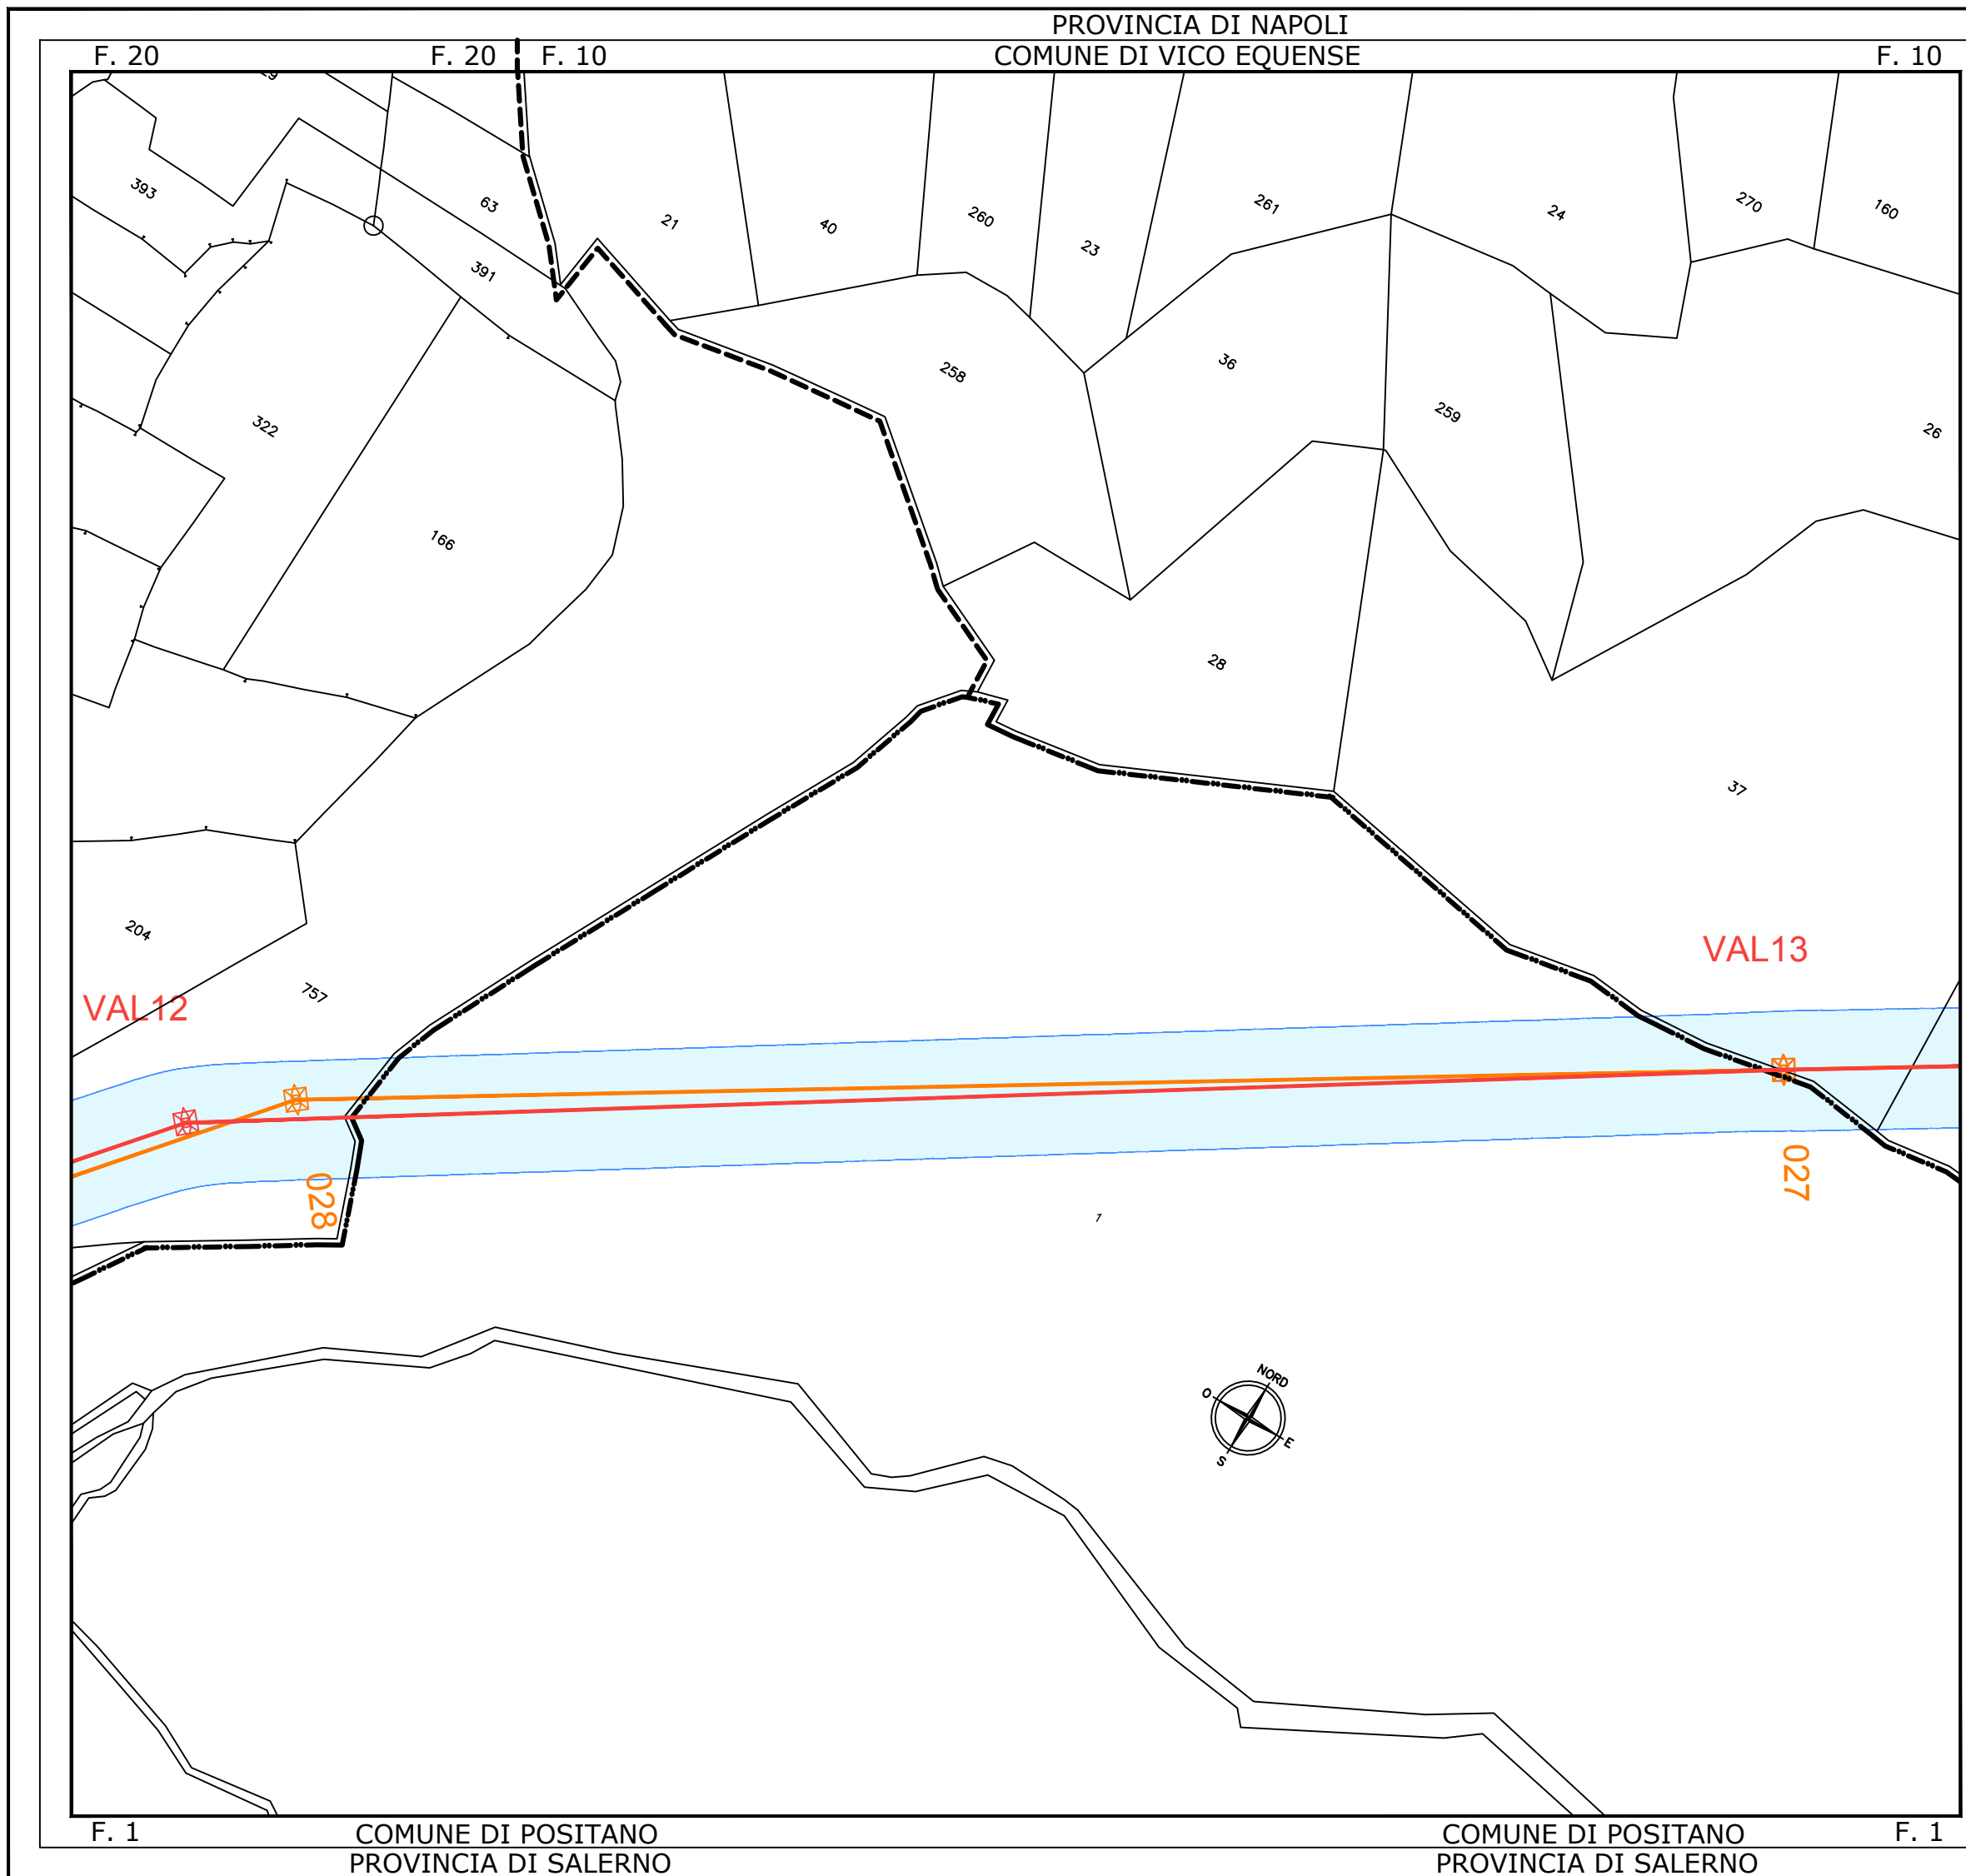 PROVINCIA DI NAPOLI
F. 20 F. 20 F. 10 COMUNE DI VICO EQUENSE F. 10
393
63
21
40
260
23
261
24
270
160
391
258
36
259
26
322
166
28
37
204
757
VAL12
VAL13
028
027
1
NORD
O
E
S
F. 1 COMUNE DI POSITANO COMUNE DI POSITANO F. 1
PROVINCIA DI SALERNO PROVINCIA DI SALERNO